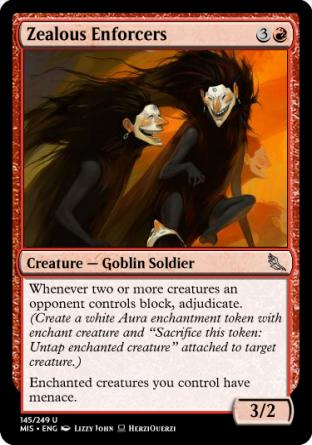 Zealous Enforcers 3
Creature — Goblin Soldier
Whenever two or more creatures an
opponent controls block, adjudicate.
(Create a white Aura enchantment token with
enchant creature and “Sacrifice this token:
Untap enchanted creature” attached to target
creature.)
Enchanted creatures you control have
menace.
3/2
145/249 U
MIS • ENG Lizzy John HerziQuerzi